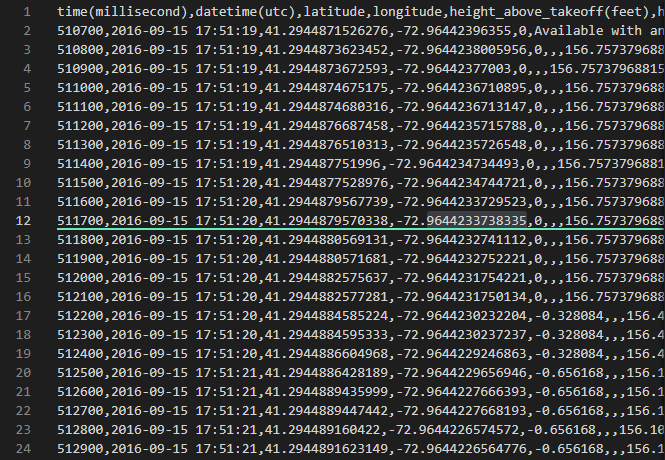 1 time(millisecond),datetime(utc),latitude,longitude,height_above_takeoff(feet),h
2 510700,2016-09-15 17:51:19,41.2944871526276,-72.96442396355,0,Available with an
3 510800,2016-09-15 17:51:19,41.2944873623452,-72.9644238005956,0,,,156.757379688
4 510900,2016-09-15 17:51:19,41.2944873672593,-72.96442377003,0,,,156.75737968815
5 511000,2016-09-15 17:51:19,41.2944874675175,-72.9644236710895,0,,,156.757379688
6 511100,2016-09-15 17:51:19,41.2944874680316,-72.9644236713147,0,,,156.757379688
7 511200,2016-09-15 17:51:19,41.2944876687458,-72.9644235715788,0,,,156.757379688
8 511300,2016-09-15 17:51:19,41.2944876510313,-72.9644235726548,0,,,156.757379688
9 511400,2016-09-15 17:51:19,41.294487751996,-72.9644234734493,0,,,156.7573796881
10 511500,2016-09-15 17:51:20,41.2944877528976,-72.9644234744721,0,,,156.757379688
11 511600,2016-09-15 17:51:20,41.2944879567739,-72.9644233729523,0,,,156.757379688
12 511700,2016-09-15 17:51:20,41.2944879570338,-72.9644233738335,0,,,156.757379688
13 511800,2016-09-15 17:51:20,41.2944880569131,-72.9644232741112,0,,,156.757379688
14 511900,2016-09-15 17:51:20,41.2944880571681,-72.9644232752221,0,,,156.757379688
15 512000,2016-09-15 17:51:20,41.2944882575637,-72.9644231754221,0,,,156.757379688
16 512100,2016-09-15 17:51:20,41.2944882577281,-72.9644231750134,0,,,156.757379688
17 512200,2016-09-15 17:51:20,41.2944884585224,-72.9644230232204,-0.328084,,,156.4
18 512300,2016-09-15 17:51:20,41.2944884595333,-72.9644230237237,-0.328084,,,156.4
19 512400,2016-09-15 17:51:20,41.2944886604968,-72.9644229246863,-0.328084,,,156.4
20 512500,2016-09-15 17:51:21,41.2944886428189,-72.9644229656946,-0.656168,,,156.1
21 512600,2016-09-15 17:51:21,41.2944889435999,-72.9644227666393,-0.656168,,,156.1
22 512700,2016-09-15 17:51:21,41.2944889447442,-72.9644227668193,-0.656168,,,156.1
23 512800,2016-09-15 17:51:21,41.294489160422,-72.9644226574572,-0.656168,,,156.10
24 512900,2016-09-15 17:51:21,41.2944891623149,-72.9644226564776,-0.656168,,,156.1